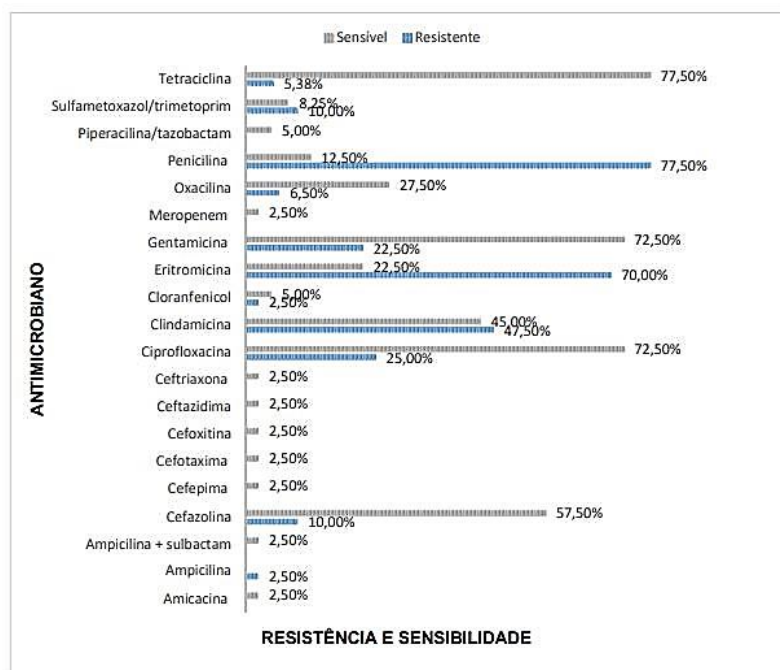 Sensível Resistente
Tetraciclina 77,50%
5,38%
Sulfametoxazol/trimetoprim 8,25%
10,00%
Piperacilina/tazobactam 5,00%
Penicilina 12,50%
77,50%
Oxacilina 27,50%
6,50%
Meropenem 2,50%
Gentamicina 72,50%
22,50%
Eritromicina 22,50%
70,00%
Cloranfenicol 5,00%
2,50%
Clindamicina 45,00%
47,50%
Ciprofloxacina 72,50%
25,00%
Ceftriaxona 2,50%
Ceftazidima 2,50%
Cefoxitina 2,50%
Cefotaxima 2,50%
Cefepima 2,50%
Cefazolina 57,50%
10,00%
Ampicilina + sulbactam 2,50%
Ampicilina 2,50%
Amicacina 2,50%
ANTIMICROBIANO
RESISTÊNCIA E SENSIBILIDADE